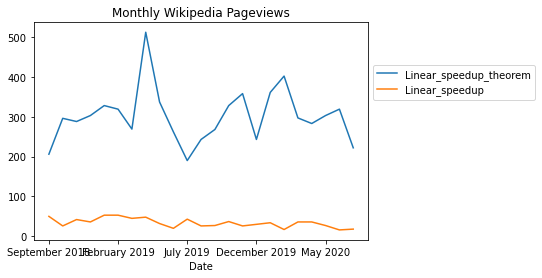 Monthly Wikipedia Pageviews
500
400
300
200
100
0
Linear_speedup_theorem
Linear_speedup
September 2018 February 2019 July 2019 December 2019 May 2020
Date